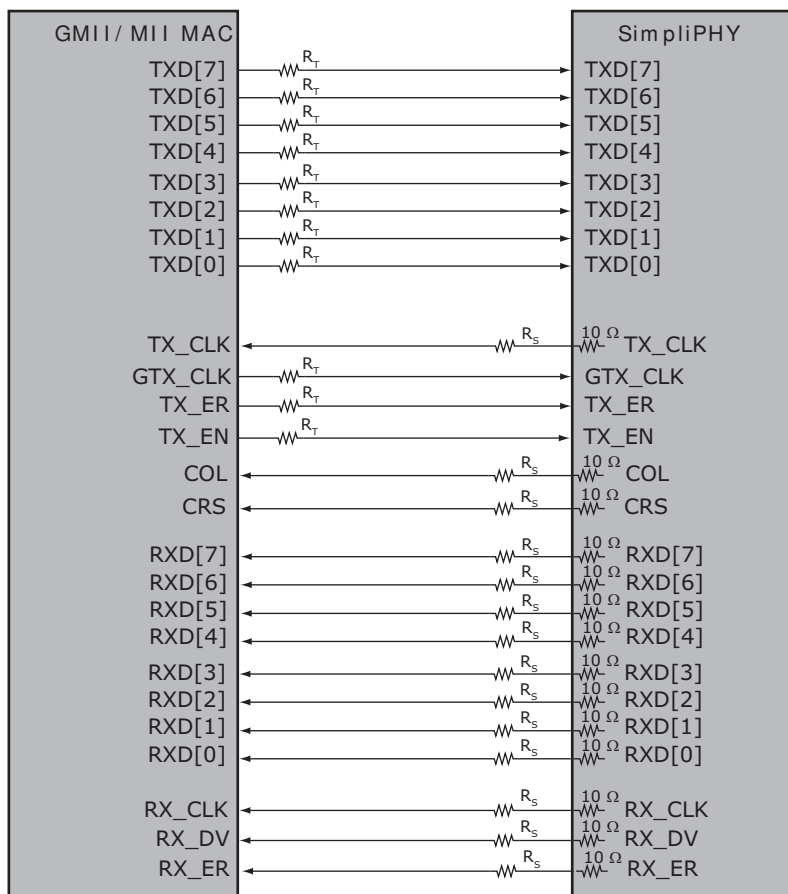 GMII/MII MAC SimpliPHY
TXD[7] R_T TXD[7]
TXD[6] R_T TXD[6]
TXD[5] R_T TXD[5]
TXD[4] R_T TXD[4]
TXD[3] R_T TXD[3]
TXD[2] R_T TXD[2]
TXD[1] R_T TXD[1]
TXD[0] R_T TXD[0]
TX_CLK R_S 10 Ω TX_CLK
GTX_CLK R_T GTX_CLK
TX_ER R_T TX_ER
TX_EN R_T TX_EN
COL R_S 10 Ω COL
CRS R_S 10 Ω CRS
RXD[7] R_S 10 Ω RXD[7]
RXD[6] R_S 10 Ω RXD[6]
RXD[5] R_S 10 Ω RXD[5]
RXD[4] R_S 10 Ω RXD[4]
RXD[3] R_S 10 Ω RXD[3]
RXD[2] R_S 10 Ω RXD[2]
RXD[1] R_S 10 Ω RXD[1]
RXD[0] R_S 10 Ω RXD[0]
RX_CLK R_S 10 Ω RX_CLK
RX_DV R_S 10 Ω RX_DV
RX_ER R_S 10 Ω RX_ER